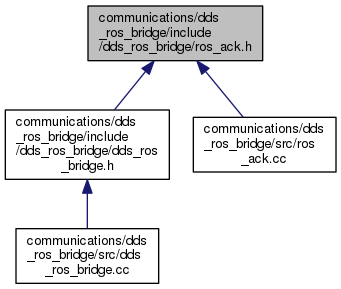 communications/dds
_ros_bridge/include
/dds_ros_bridge/ros_ack.h
communications/dds
_ros_bridge/include
/dds_ros_bridge/dds_ros
_bridge.h
communications/dds
_ros_bridge/src/ros
_ack.cc
communications/dds
_ros_bridge/src/dds
_ros_bridge.cc